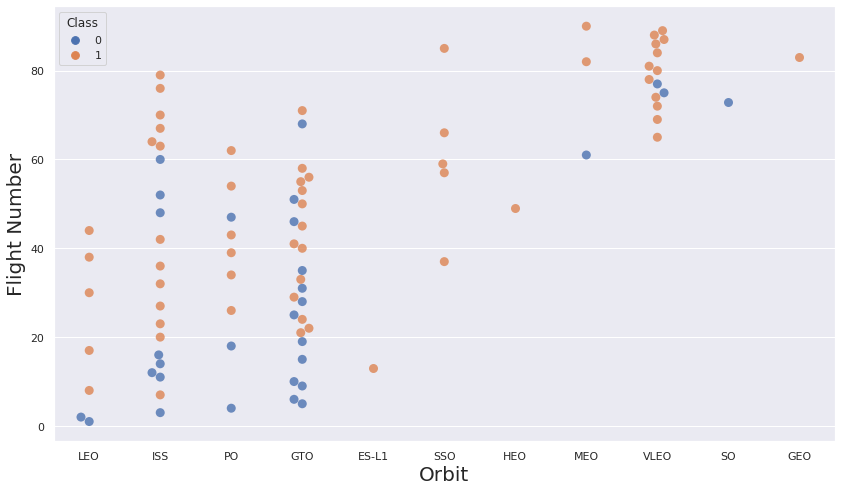 Class
0
1
80
60
40
20
0
Flight Number
LEO ISS PO GTO ES-L1 SSO HEO MEO VLEO SO GEO
Orbit